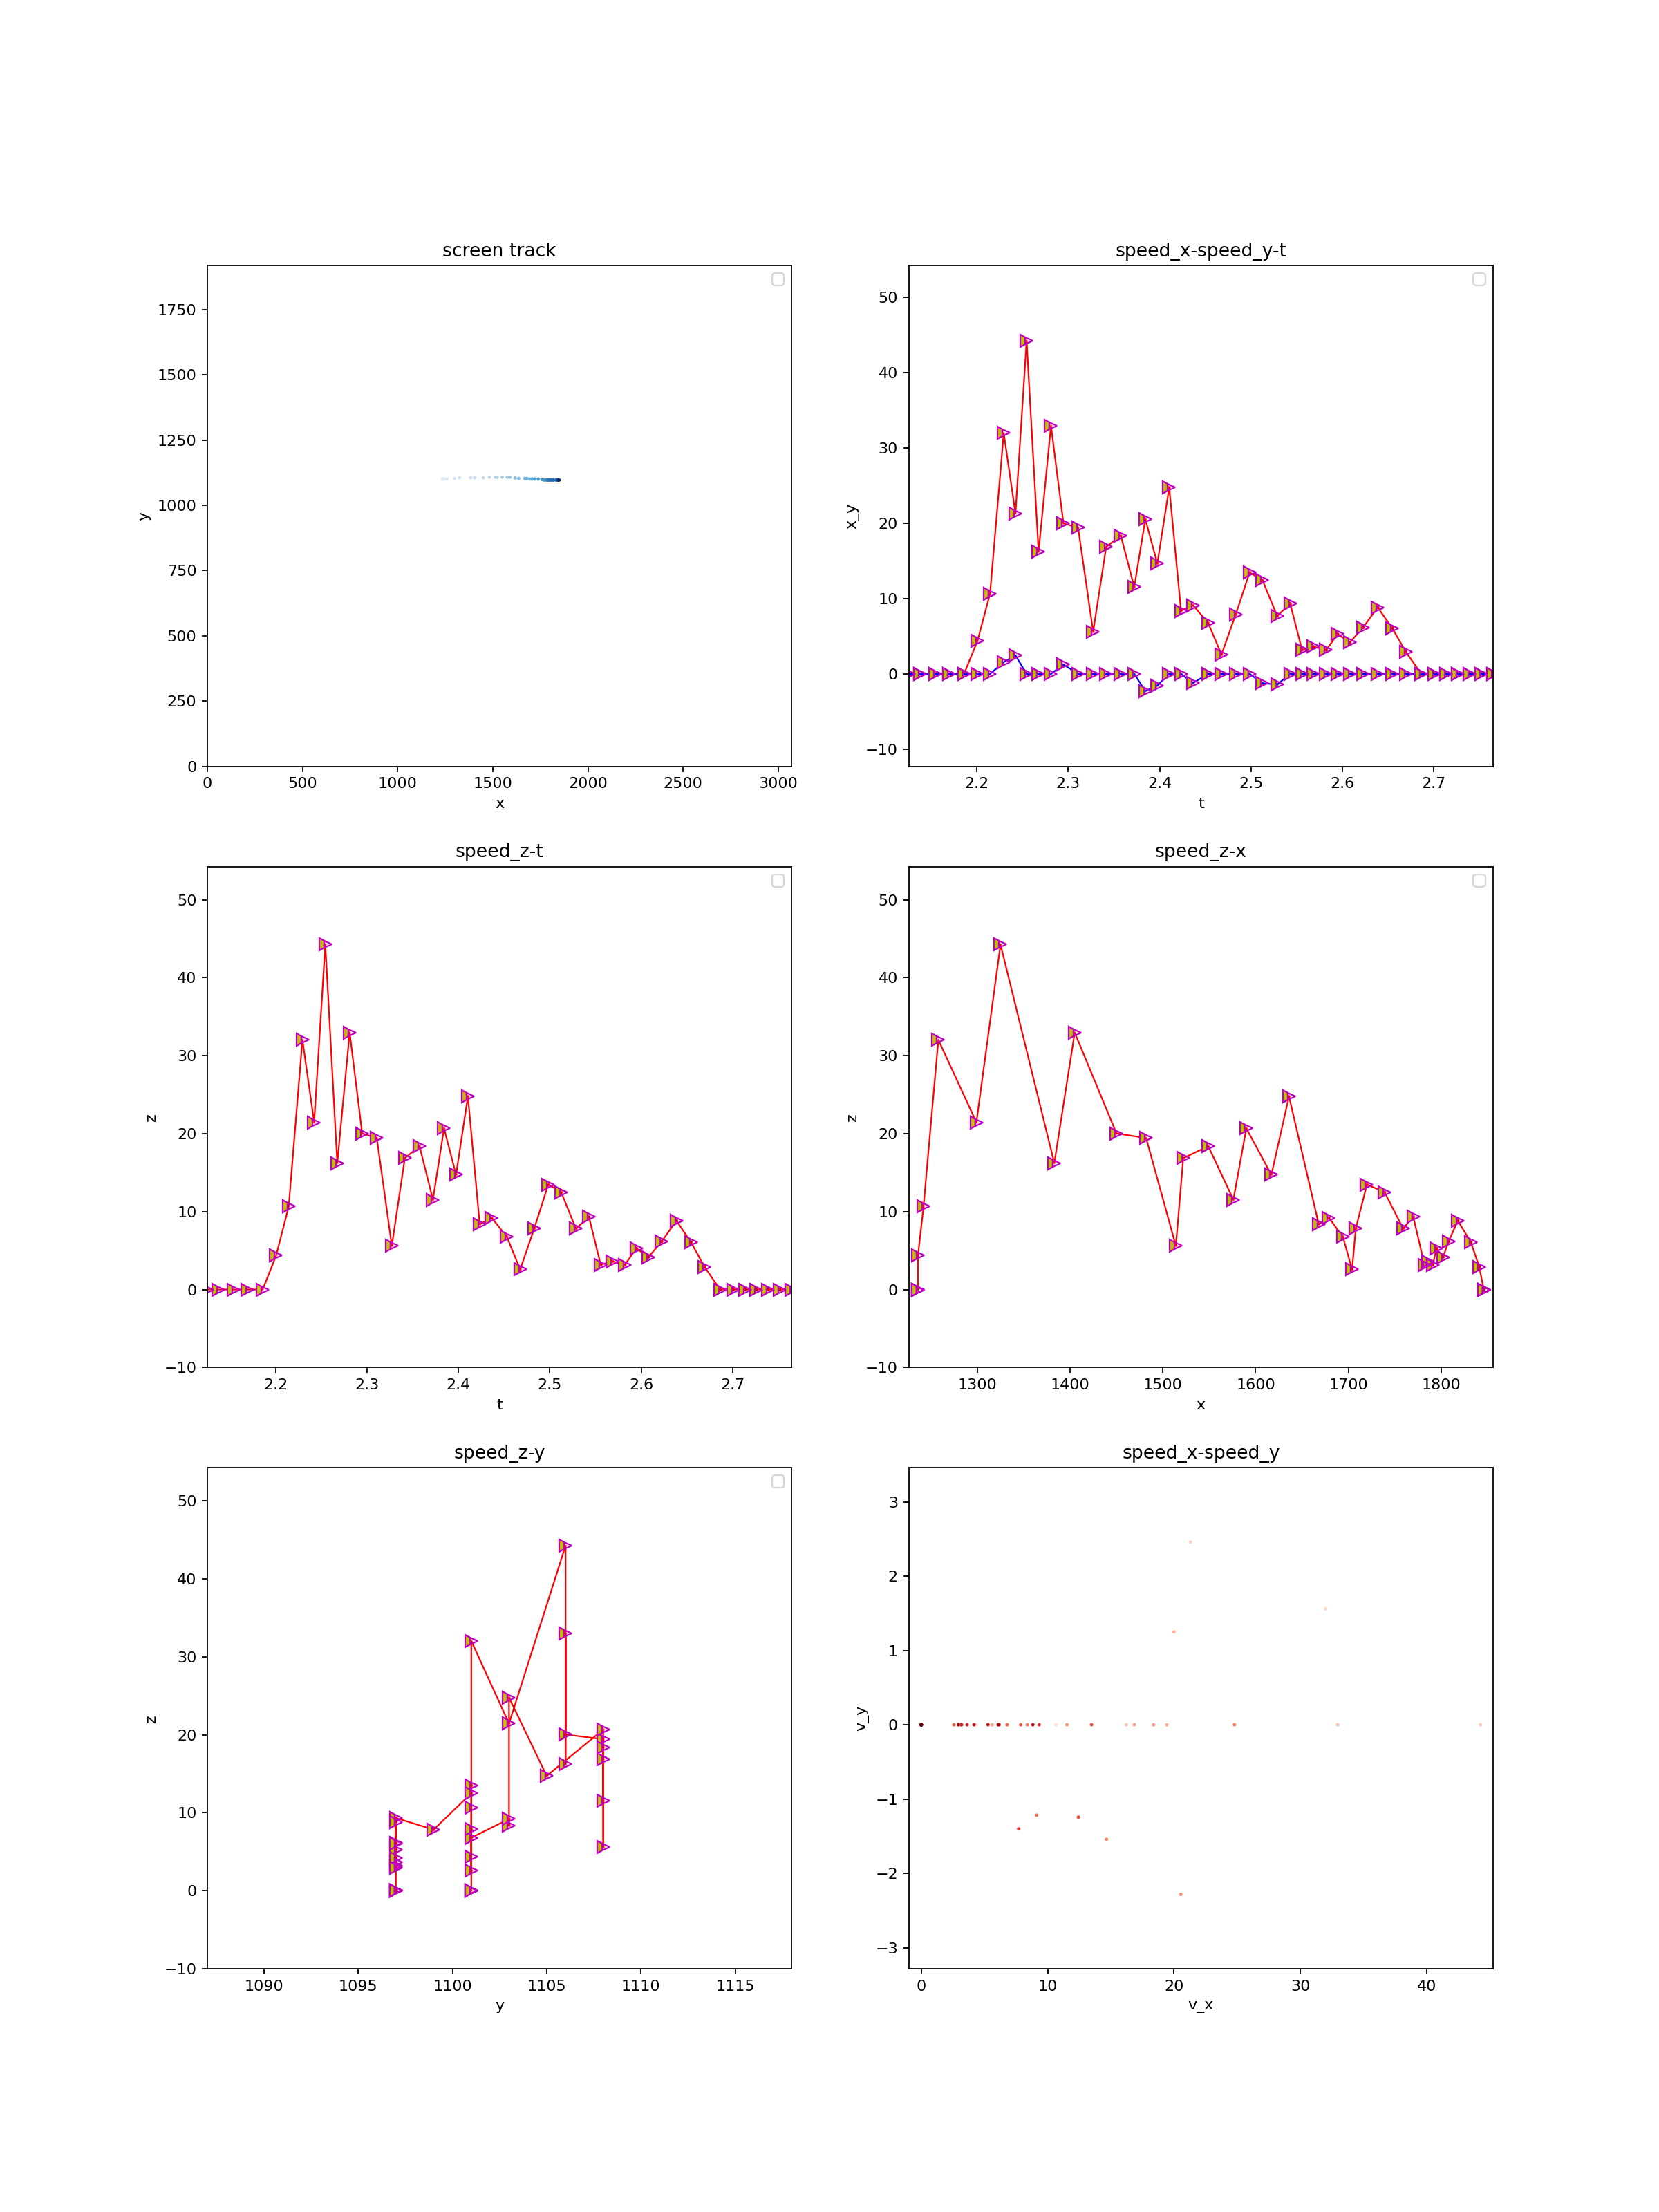 screen track
1750
1500
1250
1000
750
500
250
0
y
0 500 1000 1500 2000 2500 3000
x
speed_x-speed_y-t
50
40
30
20
10
0
−10
x_y
2.2 2.3 2.4 2.5 2.6 2.7
t
speed_z-t
50
40
30
20
10
0
−10
z
2.2 2.3 2.4 2.5 2.6 2.7
t
speed_z-x
50
40
30
20
10
0
−10
z
1300 1400 1500 1600 1700 1800
x
speed_z-y
50
40
30
20
10
0
−10
z
1090 1095 1100 1105 1110 1115
y
speed_x-speed_y
3
2
1
0
−1
−2
−3
v_y
0 10 20 30 40
v_x